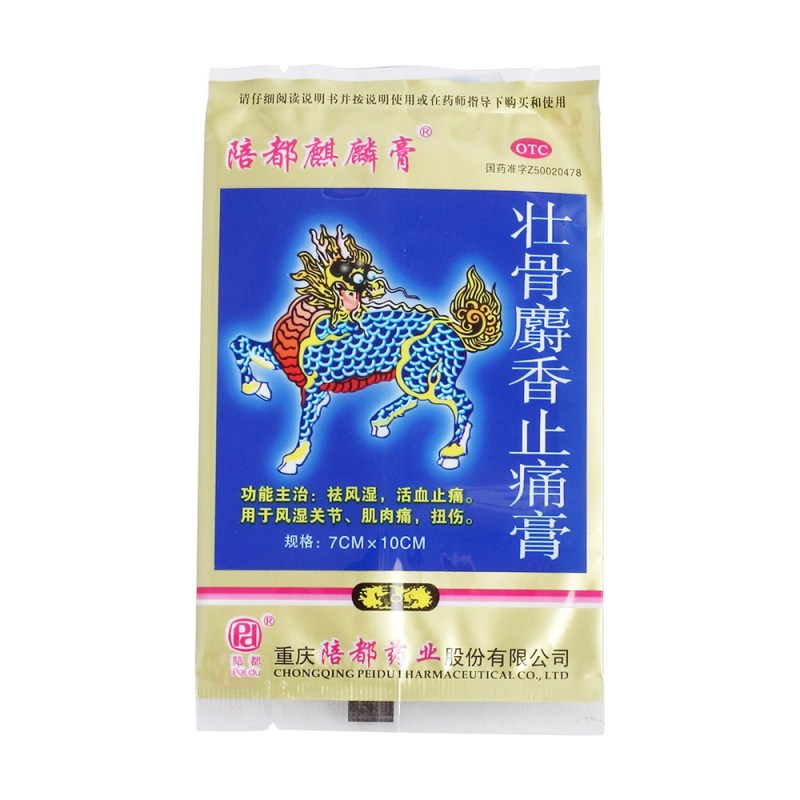 请仔细阅读说明书并按说明使用或在药师指导下购买和使用
陪都麒麟膏®
OTC
国药准字Z50020478
壮骨麝香止痛膏
功能主治：祛风湿，活血止痛。
用于风湿关节、肌肉痛，扭伤。
规格：7CM×10CM
Pd®
陪都
Pei du
重庆陪都药业股份有限公司
CHONGQING PEIDU PHARMACEUTICAL CO., LTD